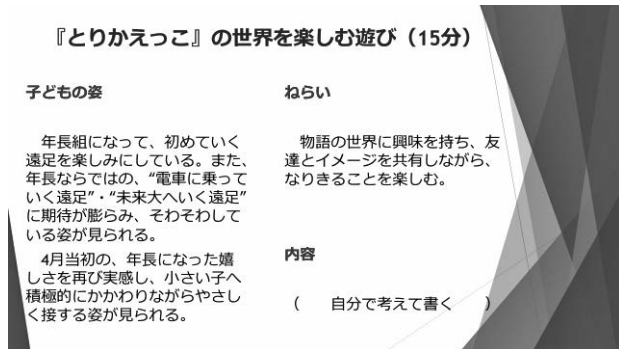 『とりかえっこ』の世界を楽しむ遊び（15分）
子どもの姿
年長組になって、初めていく
遠足を楽しみにしている。また、
年長ならではの、“電車に乗って
いく遠足”・“未来大へいく遠足”
に期待が膨らみ、そわそわして
いる姿が見られる。
4月当初の、年長になった嬉
しさを再び実感し、小さい子へ
積極的にかかわりながらやさし
く接する姿が見られる。
ねらい
物語の世界に興味を持ち、友
達とイメージを共有しながら、
なりきることを楽しむ。
内容
（　　自分で考えて書く　　）